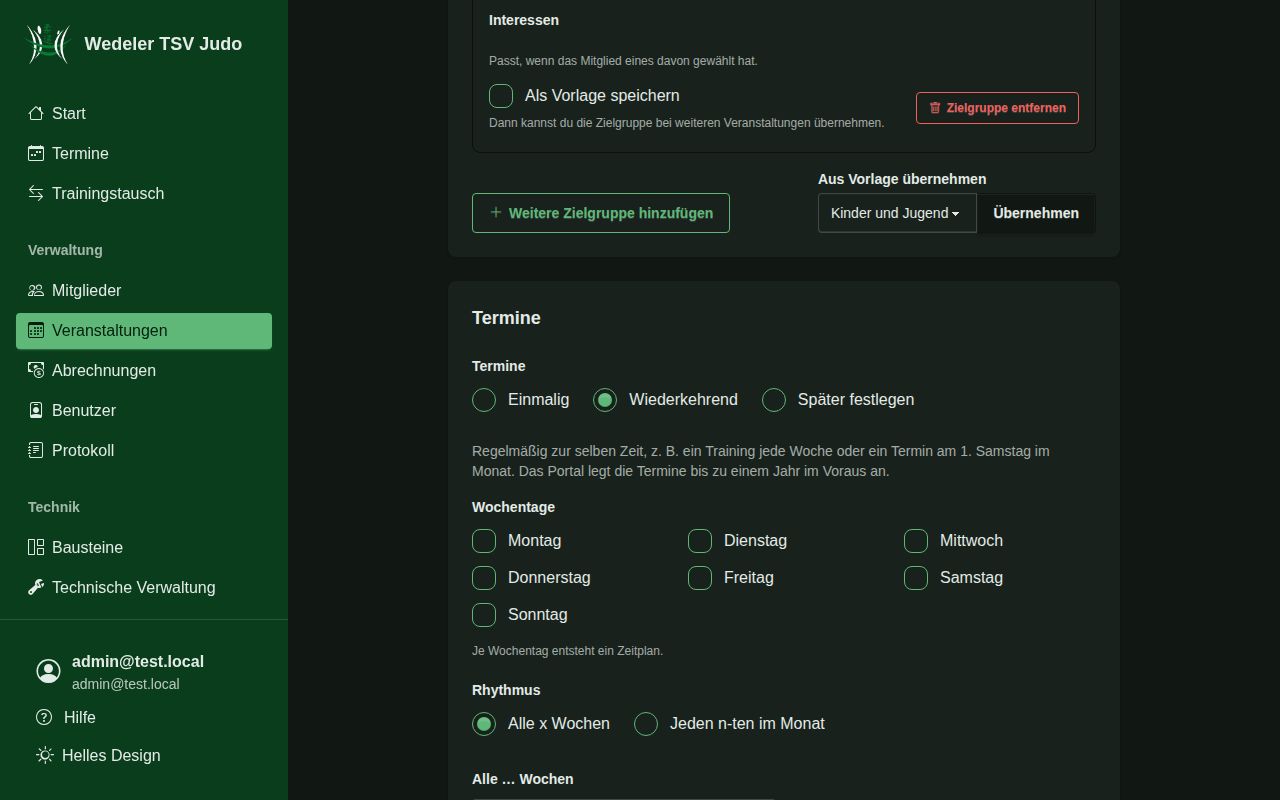 Wedeler TSV Judo
Start
Termine
Trainingstausch
Verwaltung
Mitglieder
Veranstaltungen
Abrechnungen
Benutzer
Protokoll
Technik
Bausteine
Technische Verwaltung
admin@test.local
admin@test.local
Hilfe
Helles Design
Interessen
Passt, wenn das Mitglied eines davon gewählt hat.
Als Vorlage speichern
Dann kannst du die Zielgruppe bei weiteren Veranstaltungen übernehmen.
Zielgruppe entfernen
Weitere Zielgruppe hinzufügen
Aus Vorlage übernehmen
Kinder und Jugend
Übernehmen
Termine
Termine
Einmalig
Wiederkehrend
Später festlegen
Regelmäßig zur selben Zeit, z. B. ein Training jede Woche oder ein Termin am 1. Samstag im
Monat. Das Portal legt die Termine bis zu einem Jahr im Voraus an.
Wochentage
Montag
Dienstag
Mittwoch
Donnerstag
Freitag
Samstag
Sonntag
Je Wochentag entsteht ein Zeitplan.
Rhythmus
Alle x Wochen
Jeden n-ten im Monat
Alle … Wochen